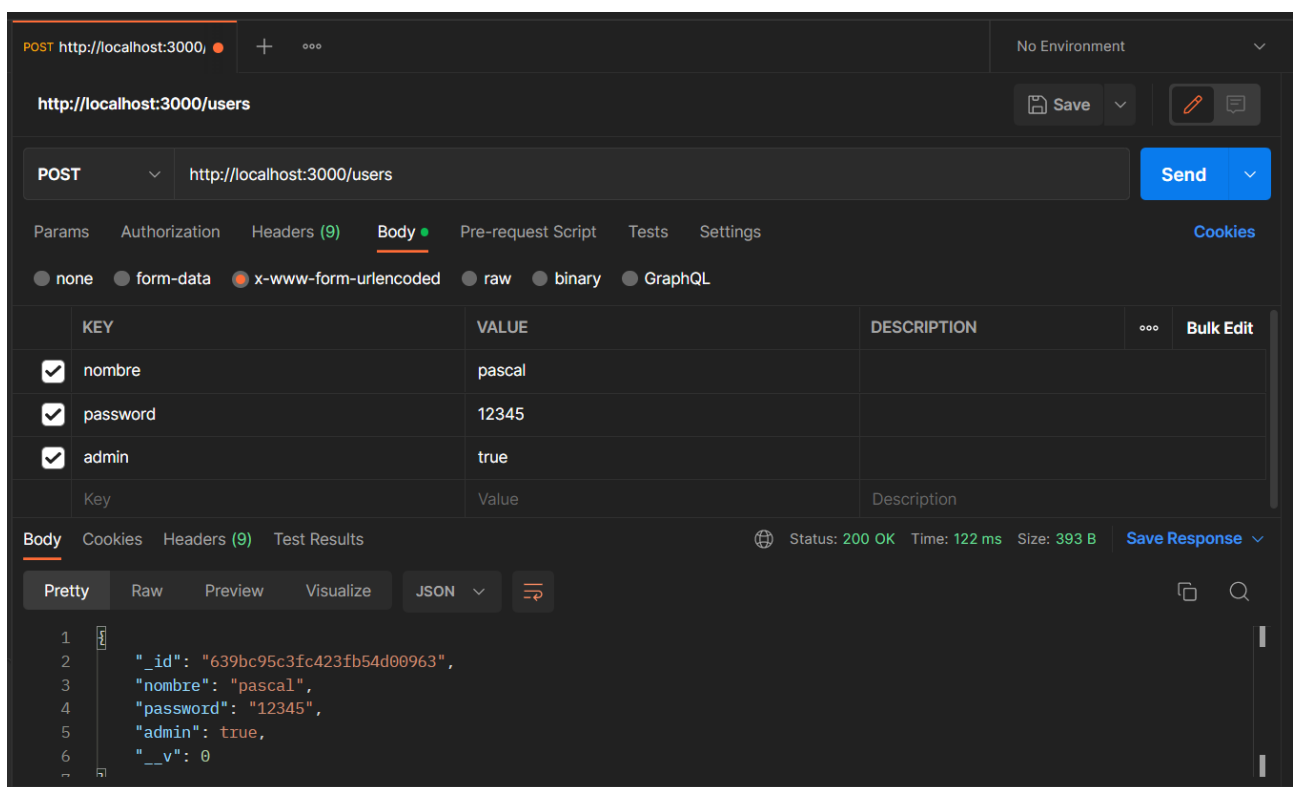 POST http://localhost:3000/ No Environment
http://localhost:3000/users Save
POST http://localhost:3000/users Send
Params Authorization Headers (9) Body Pre-request Script Tests Settings Cookies
none form-data x-www-form-urlencoded raw binary GraphQL
KEY VALUE DESCRIPTION Bulk Edit
nombre pascal
password 12345
admin true
Key Value Description
Body Cookies Headers (9) Test Results Status: 200 OK Time: 122 ms Size: 393 B Save Response
Pretty Raw Preview Visualize JSON
1 {
2 "_id": "639bc95c3fc423fb54d00963",
3 "nombre": "pascal",
4 "password": "12345",
5 "admin": true,
6 "__v": 0
7 }